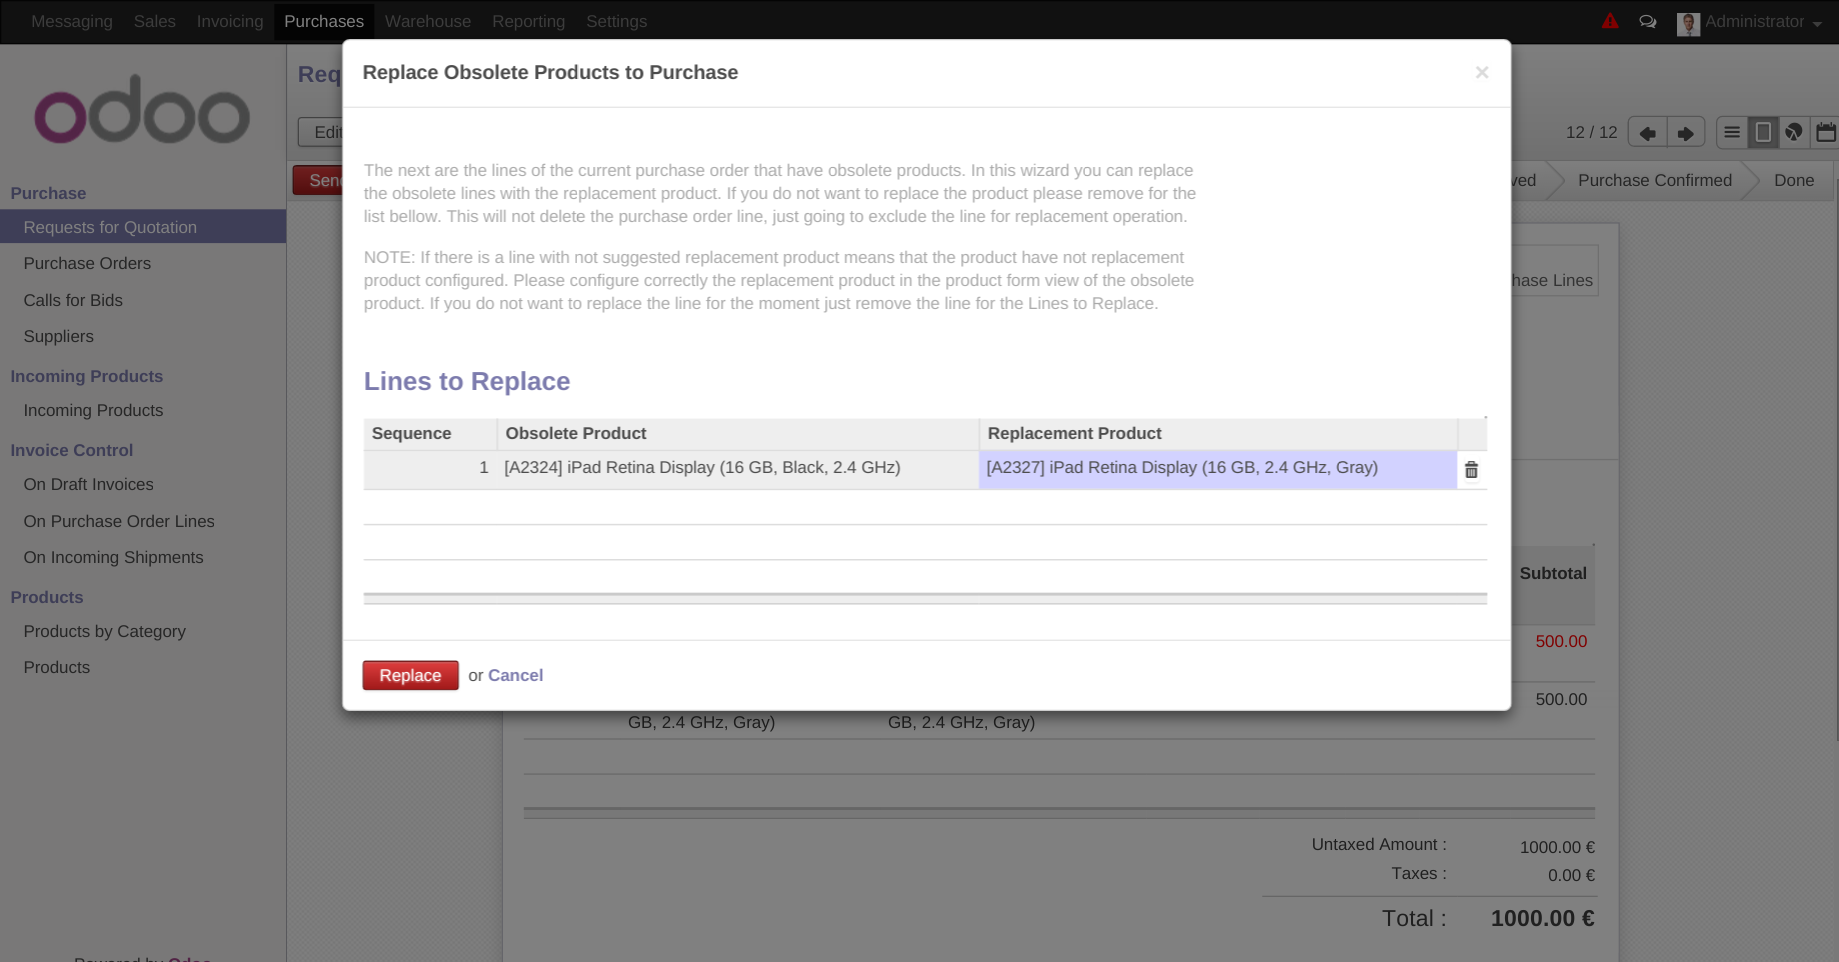 Messaging Sales Invoicing Purchases Warehouse Reporting Settings Administrator
odoo
Purchase
Requests for Quotation
Purchase Orders
Calls for Bids
Suppliers
Incoming Products
Incoming Products
Invoice Control
On Draft Invoices
On Purchase Order Lines
On Incoming Shipments
Products
Products by Category
Products
Powered by Odoo
Req
Edit
12 / 12
Send
ved Purchase Confirmed Done
hase Lines
Replace Obsolete Products to Purchase
×
The next are the lines of the current purchase order that have obsolete products. In this wizard you can replace
the obsolete lines with the replacement product. If you do not want to replace the product please remove for the
list bellow. This will not delete the purchase order line, just going to exclude the line for replacement operation.
NOTE: If there is a line with not suggested replacement product means that the product have not replacement
product configured. Please configure correctly the replacement product in the product form view of the obsolete
product. If you do not want to replace the line for the moment just remove the line for the Lines to Replace.
Lines to Replace
Sequence Obsolete Product Replacement Product
1 [A2324] iPad Retina Display (16 GB, Black, 2.4 GHz) [A2327] iPad Retina Display (16 GB, 2.4 GHz, Gray)
Replace or Cancel
Subtotal
500.00
500.00
GB, 2.4 GHz, Gray) GB, 2.4 GHz, Gray)
Untaxed Amount : 1000.00 €
Taxes : 0.00 €
Total : 1000.00 €